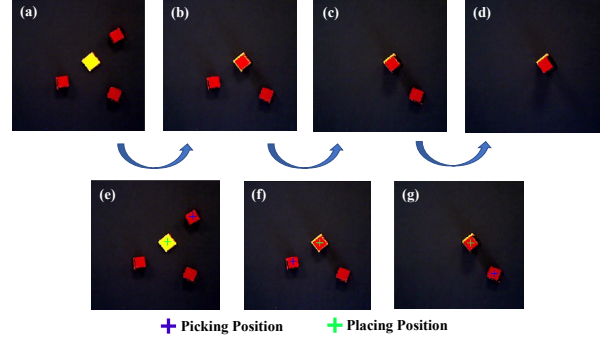 (a)
(b)
(c)
(d)
(e)
(f)
(g)
Picking Position
Placing Position